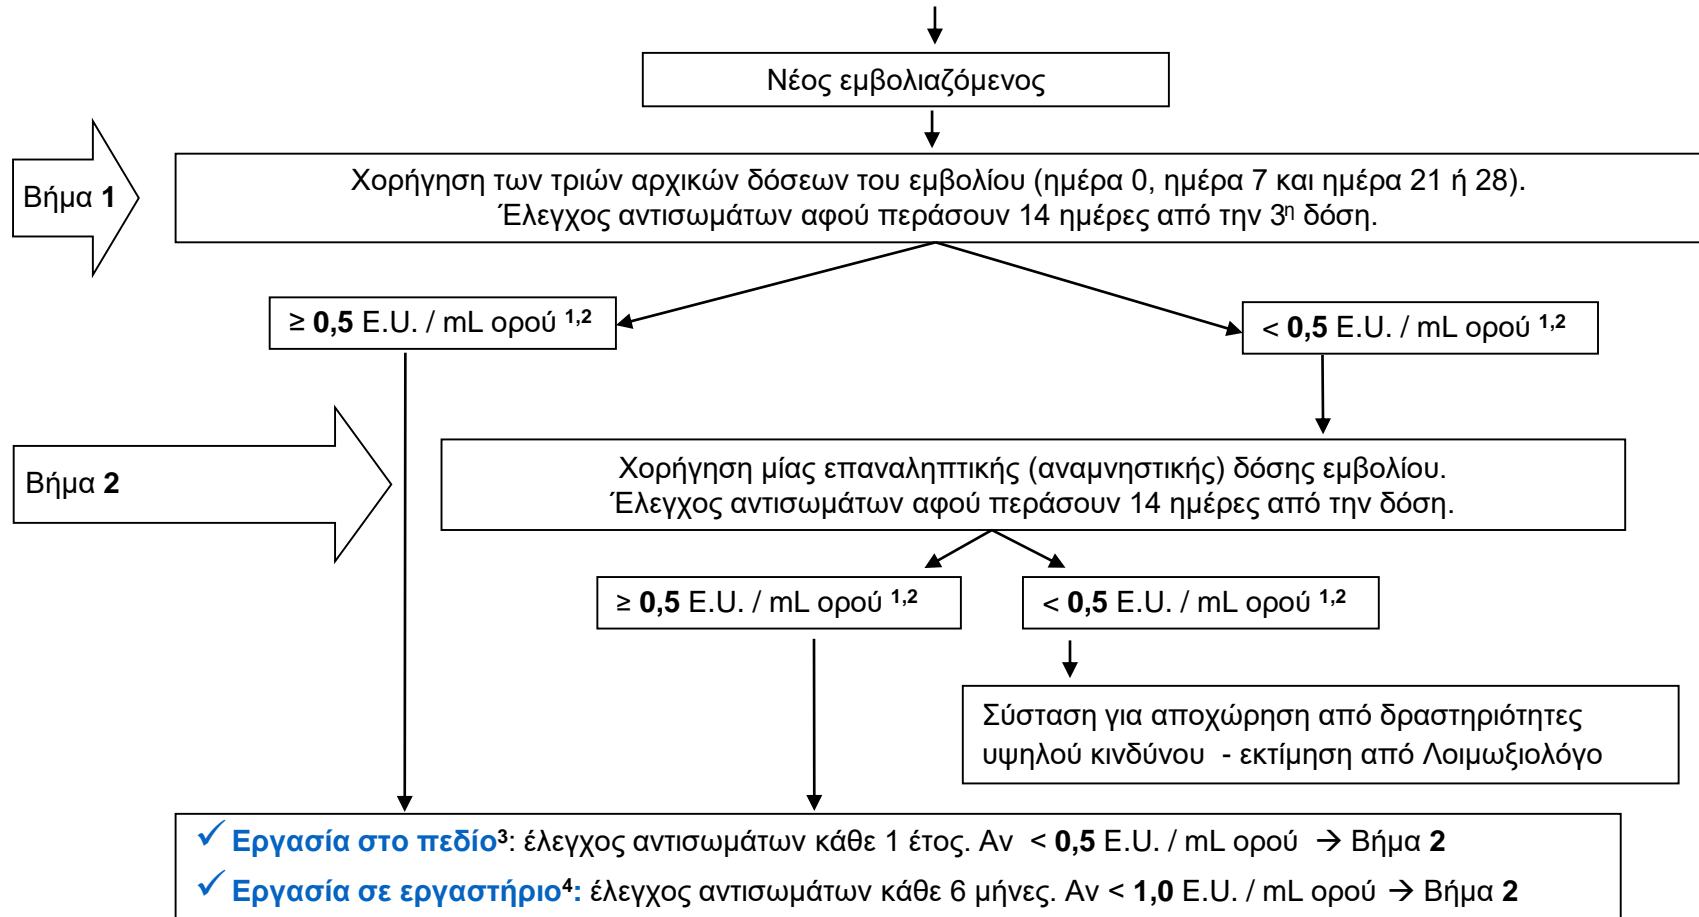 Νέος εμβολιαζόμενος
Βήμα 1
Χορήγηση των τριών αρχικών δόσεων του εμβολίου (ημέρα 0, ημέρα 7 και ημέρα 21 ή 28).
Έλεγχος αντισωμάτων αφού περάσουν 14 ημέρες από την 3η δόση.
≥ 0,5 E.U. / mL ορού 1,2
< 0,5 E.U. / mL ορού 1,2
Βήμα 2
Χορήγηση μίας επαναληπτικής (αναμνηστικής) δόσης εμβολίου.
Έλεγχος αντισωμάτων αφού περάσουν 14 ημέρες από την δόση.
≥ 0,5 E.U. / mL ορού 1,2
< 0,5 E.U. / mL ορού 1,2
Σύσταση για αποχώρηση από δραστηριότητες
υψηλού κινδύνου - εκτίμηση από Λοιμωξιολόγο
✓ Εργασία στο πεδίο3: έλεγχος αντισωμάτων κάθε 1 έτος. Αν < 0,5 E.U. / mL ορού → Βήμα 2
✓ Εργασία σε εργαστήριο4: έλεγχος αντισωμάτων κάθε 6 μήνες. Αν < 1,0 E.U. / mL ορού → Βήμα 2